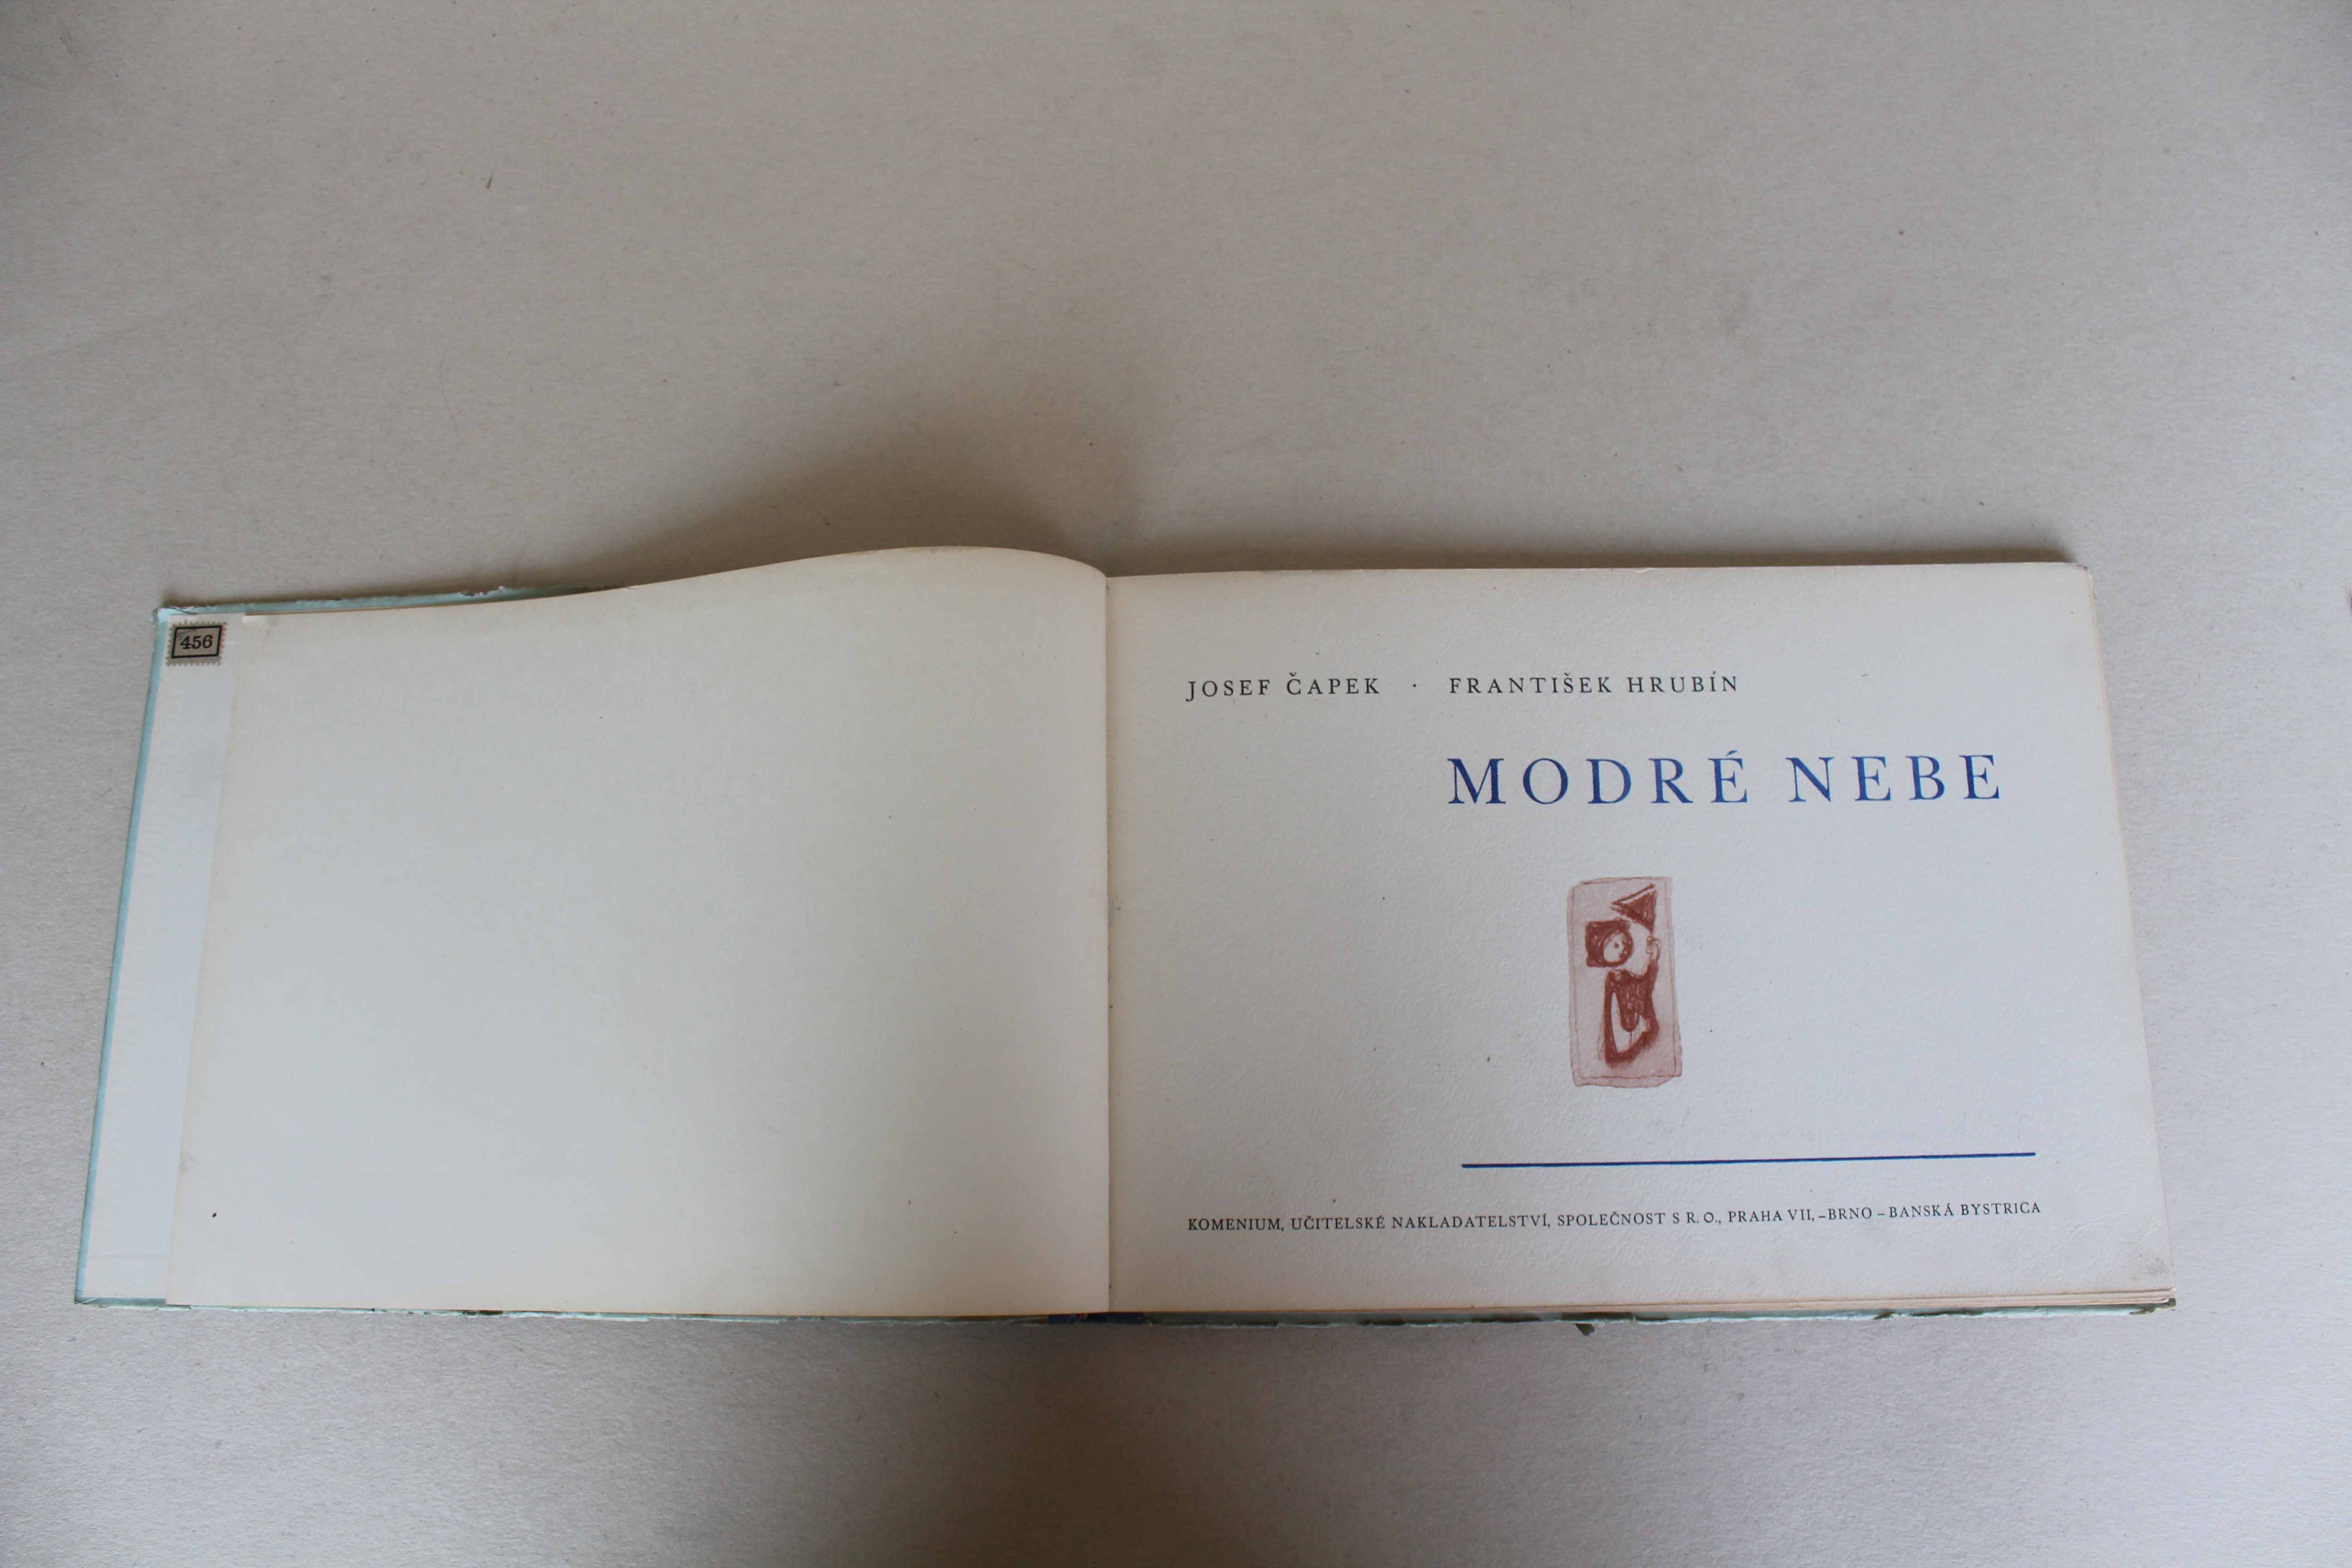 456
JOSEF ČAPEK · FRANTIŠEK HRUBÍN
MODRÉ NEBE
KOMENIUM, UČITELSKÉ NAKLADATELSTVÍ, SPOLEČNOST S R. O., PRAHA VII, – BRNO – BANSKÁ BYSTRICA